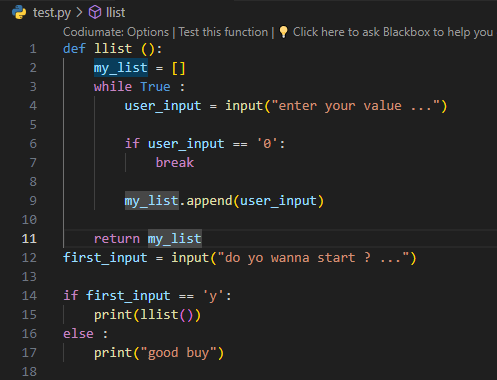 test.py > llist
Codiumate: Options | Test this function | Click here to ask Blackbox to help you
1 def llist ():
2     my_list = []
3     while True :
4         user_input = input("enter your value ...")
5
6         if user_input == '0':
7             break
8
9         my_list.append(user_input)
10
11     return my_list
12 first_input = input("do yo wanna start ? ...")
13
14 if first_input == 'y':
15     print(llist())
16 else :
17     print("good buy")
18